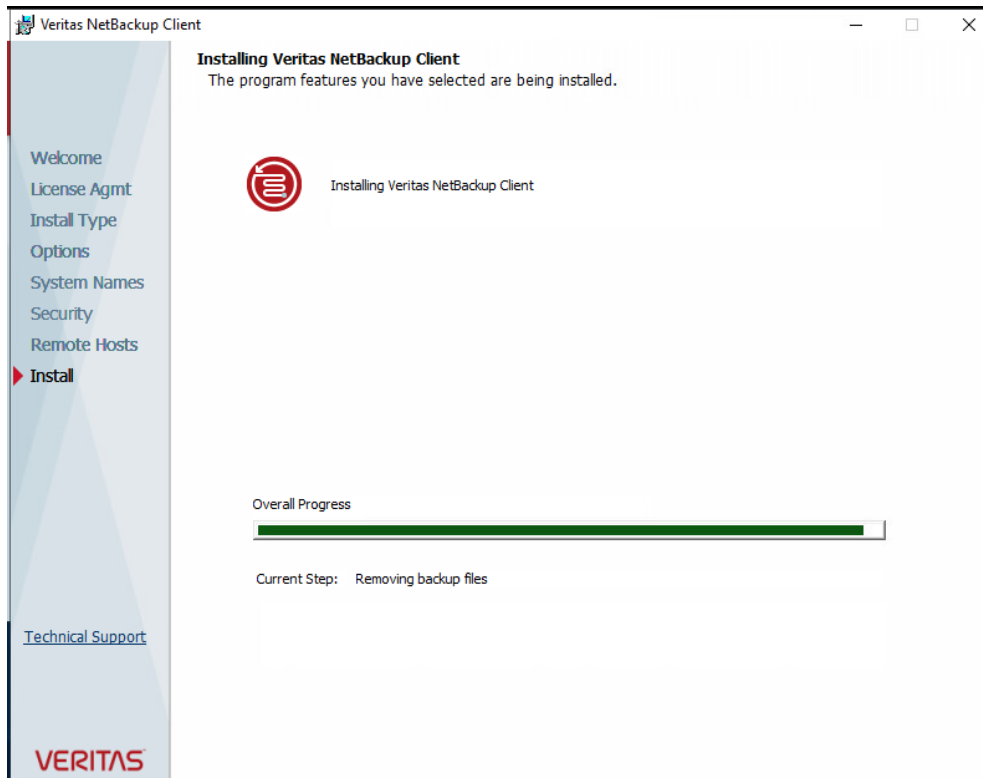 Veritas NetBackup Client
Installing Veritas NetBackup Client
The program features you have selected are being installed.
Welcome
License Agmt
Install Type
Options
System Names
Security
Remote Hosts
Install
Installing Veritas NetBackup Client
Overall Progress
Current Step: Removing backup files
Technical Support
VERITAS